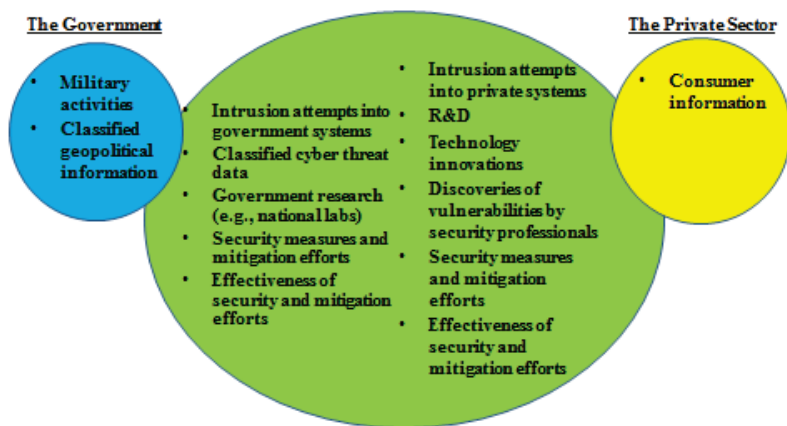 The Government
• Military
activities
• Classified
geopolitical
information
• Intrusion attempts into
government systems
• Classified cyber threat
data
• Government research
(e.g., national labs)
• Security measures and
mitigation efforts
• Effectiveness of
security and mitigation
efforts
• Intrusion attempts
into private systems
• R&D
• Technology
innovations
• Discoveries of
vulnerabilities by
security professionals
• Security measures
and mitigation
efforts
• Effectiveness of
security and
mitigation efforts
The Private Sector
• Consumer
information